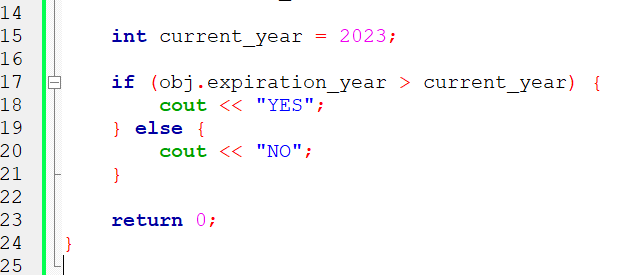 14
15 int current_year = 2023;
16
17 if (obj.expiration_year > current_year) {
18 cout << "YES";
19 } else {
20 cout << "NO";
21 }
22
23 return 0;
24 }
25